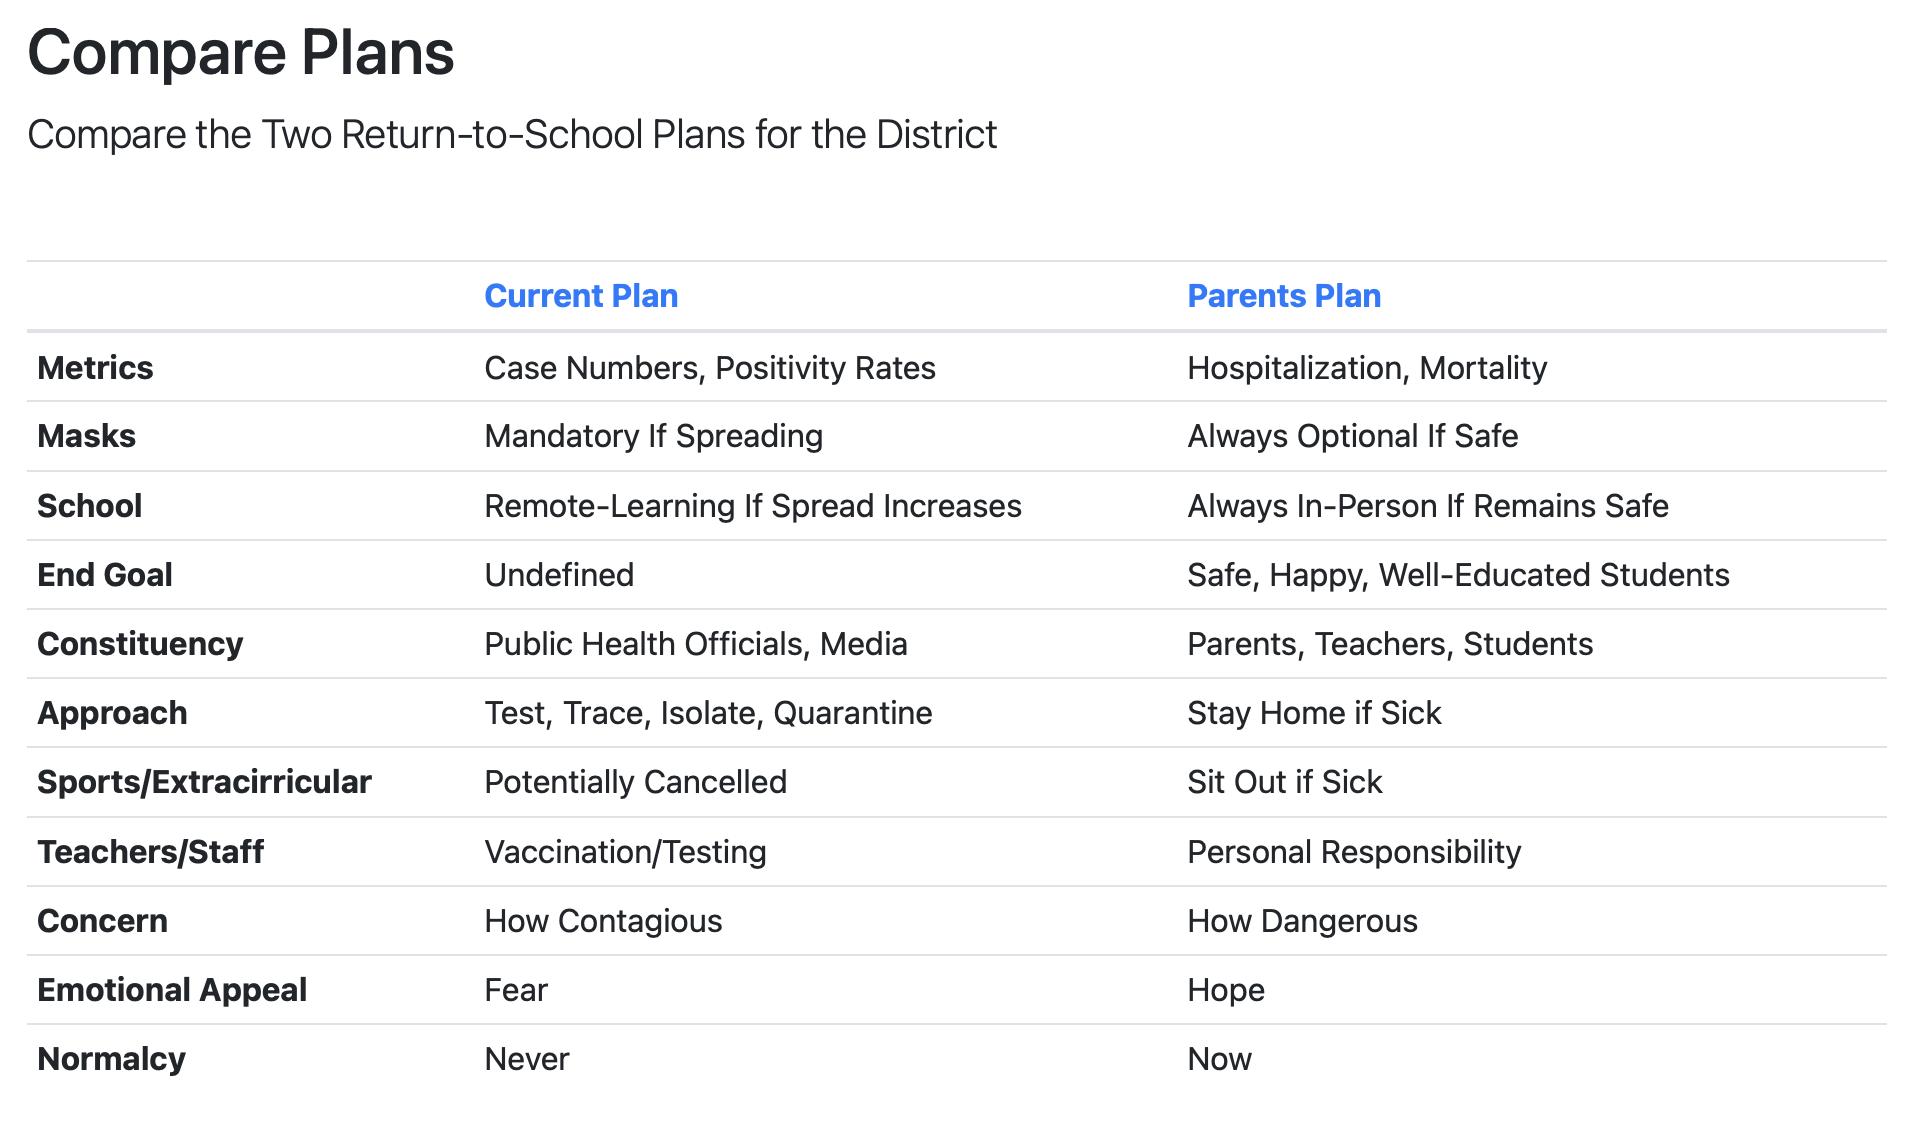 Compare Plans
Compare the Two Return-to-School Plans for the District
Current Plan Parents Plan
Metrics Case Numbers, Positivity Rates Hospitalization, Mortality
Masks Mandatory If Spreading Always Optional If Safe
School Remote-Learning If Spread Increases Always In-Person If Remains Safe
End Goal Undefined Safe, Happy, Well-Educated Students
Constituency Public Health Officials, Media Parents, Teachers, Students
Approach Test, Trace, Isolate, Quarantine Stay Home if Sick
Sports/Extracirricular Potentially Cancelled Sit Out if Sick
Teachers/Staff Vaccination/Testing Personal Responsibility
Concern How Contagious How Dangerous
Emotional Appeal Fear Hope
Normalcy Never Now